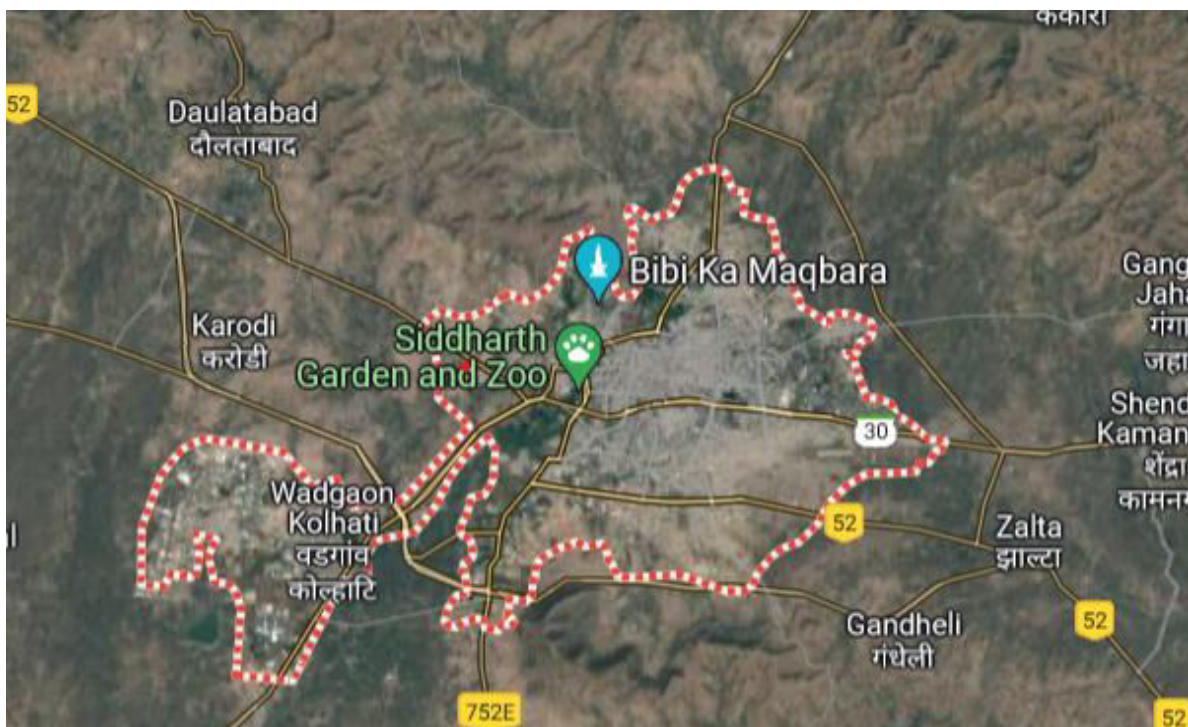 ककारा
52
Daulatabad
दौलताबाद
Bibi Ka Maqbara
Gang
Jaha
गंगा
जहा
Karodi
करोडी
Siddharth
Garden and Zoo
Shend
Kaman
शेंद्रा
कामनग
30
Wadgaon
Kolhati
वडगांव
कोल्हाटि
52
Zalta
झाल्टा
Gandheli
गंधेली
52
752E
52